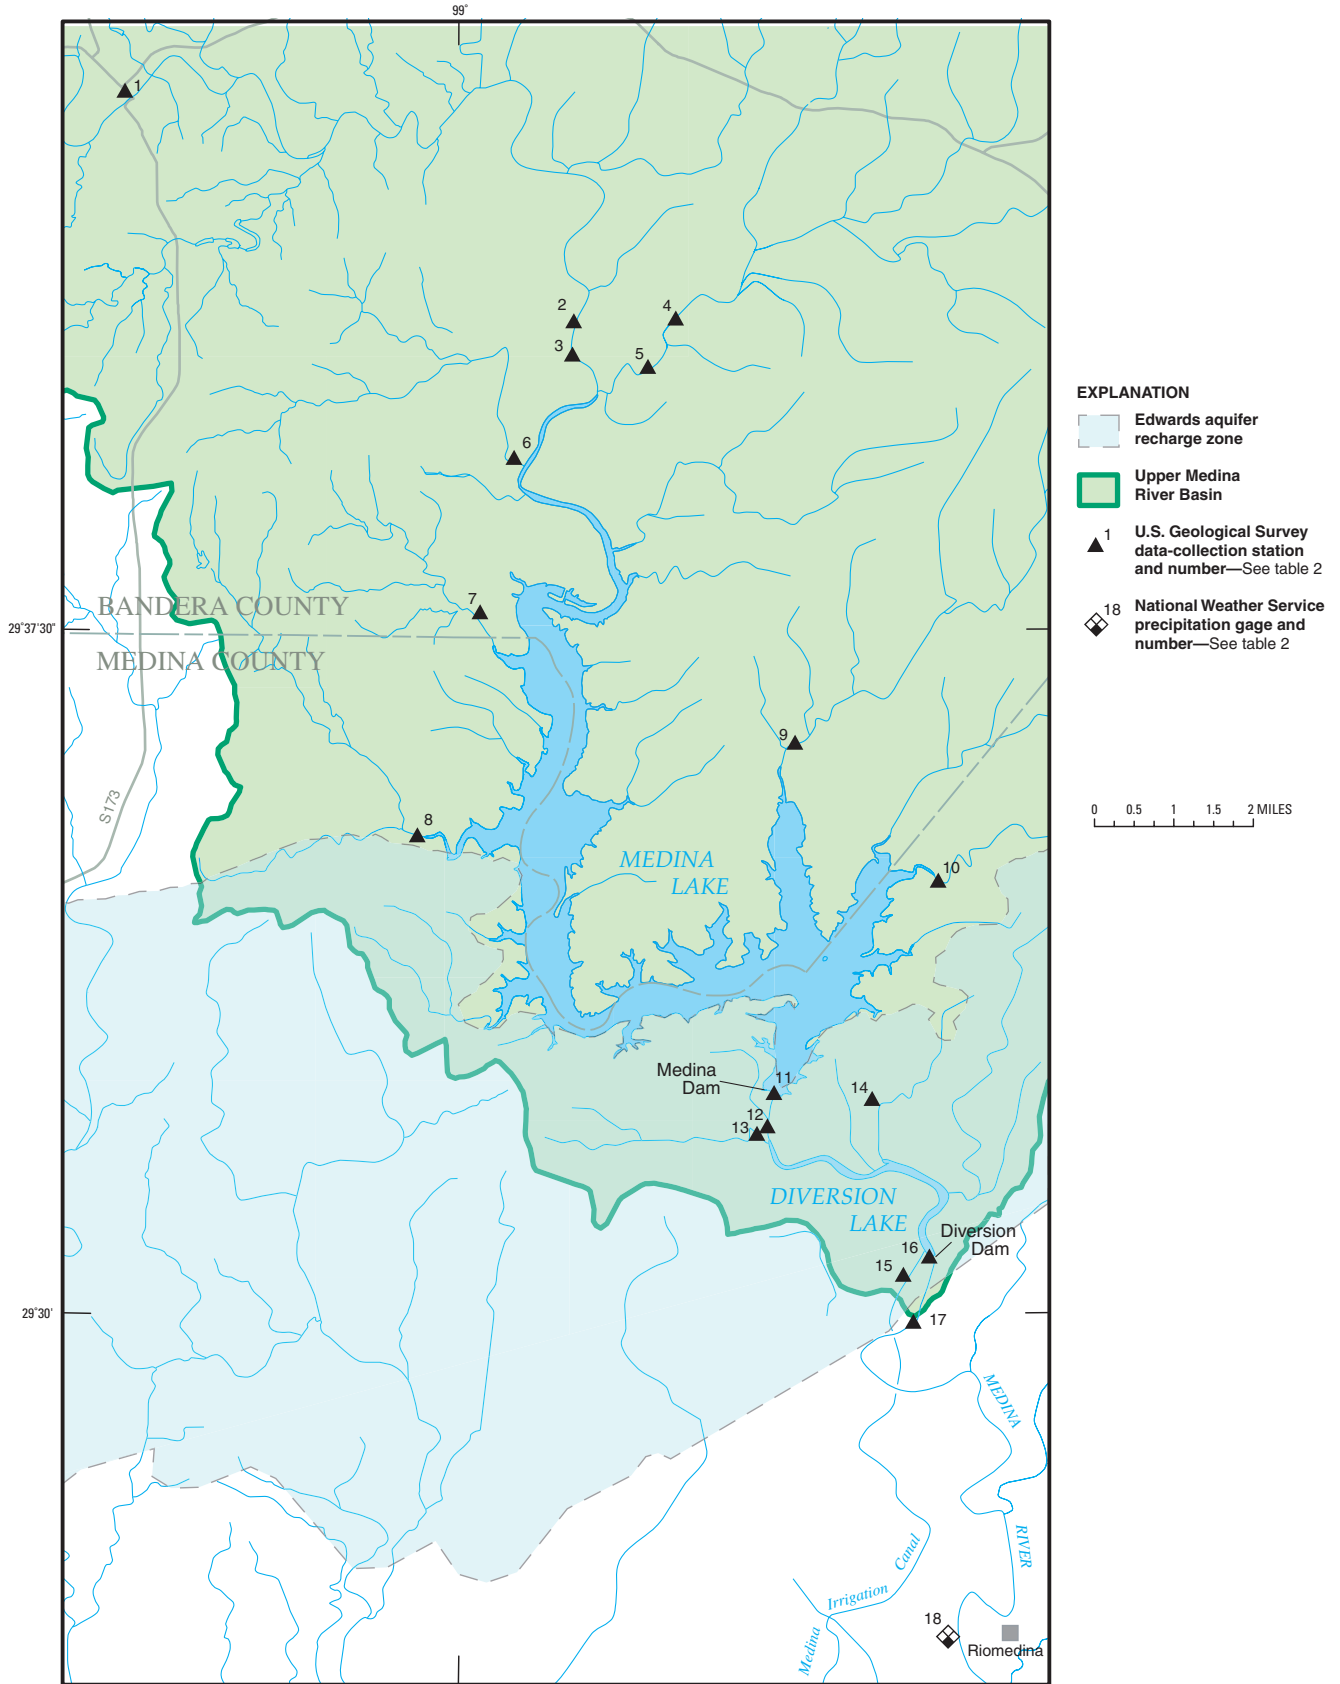 99°
1
2
4
3
5
6
EXPLANATION
Edwards aquifer
recharge zone
Upper Medina
River Basin
1
U.S. Geological Survey
data-collection station
and number—See table 2
18
National Weather Service
precipitation gage and
number—See table 2
0 0.5 1 1.5 2 MILES
7
BANDERA COUNTY
29°37'30"
MEDINA COUNTY
S173
8
9
10
MEDINA
LAKE
Medina
Dam
11
14
12
13
DIVERSION
LAKE
Diversion
Dam
16
15
17
29°30'
MEDINA
RIVER
Canal
Irrigation
Medina
18
Riomedina